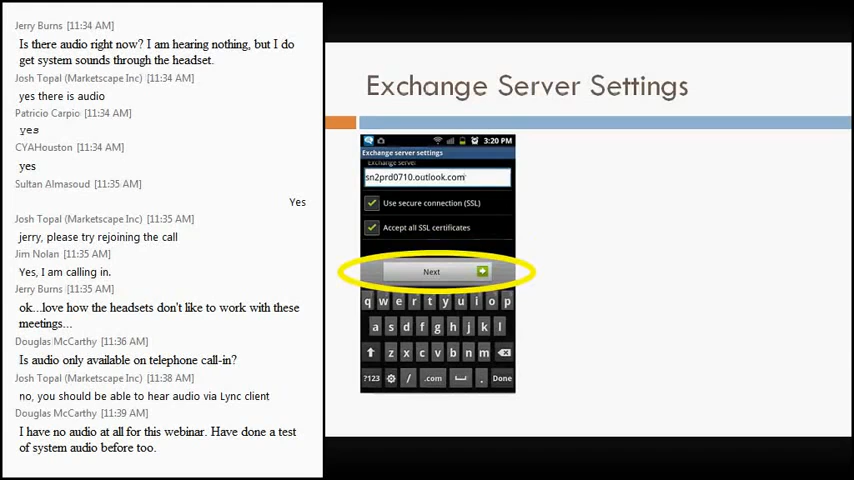 Jerry Burns [11:34 AM]
Is there audio right now? I am hearing nothing, but I do
get system sounds through the headset.
Josh Topal (Marketscape Inc) [11:34 AM]
yes there is audio
Patricio Carpio [11:34 AM]
yes
CYAHouston [11:34 AM]
yes
Sultan Almasoud [11:35 AM]
Yes
Josh Topal (Marketscape Inc) [11:35 AM]
jerry, please try rejoining the call
Jim Nolan [11:35 AM]
Yes, I am calling in.
Jerry Burns [11:35 AM]
ok...love how the headsets don't like to work with these
meetings...
Douglas McCarthy [11:36 AM]
Is audio only available on telephone call-in?
Josh Topal (Marketscape Inc) [11:38 AM]
no, you should be able to hear audio via Lync client
Douglas McCarthy [11:39 AM]
I have no audio at all for this webinar. Have done a test
of system audio before too.
Exchange Server Settings
3:20 PM
Exchange server settings
Exchange server
sn2prd0710.outlook.com
Use secure connection (SSL)
Accept all SSL certificates
Next
q w e r t y u i o p
a s d f g h j k l
z x c v b n m
?123 / .com . Done